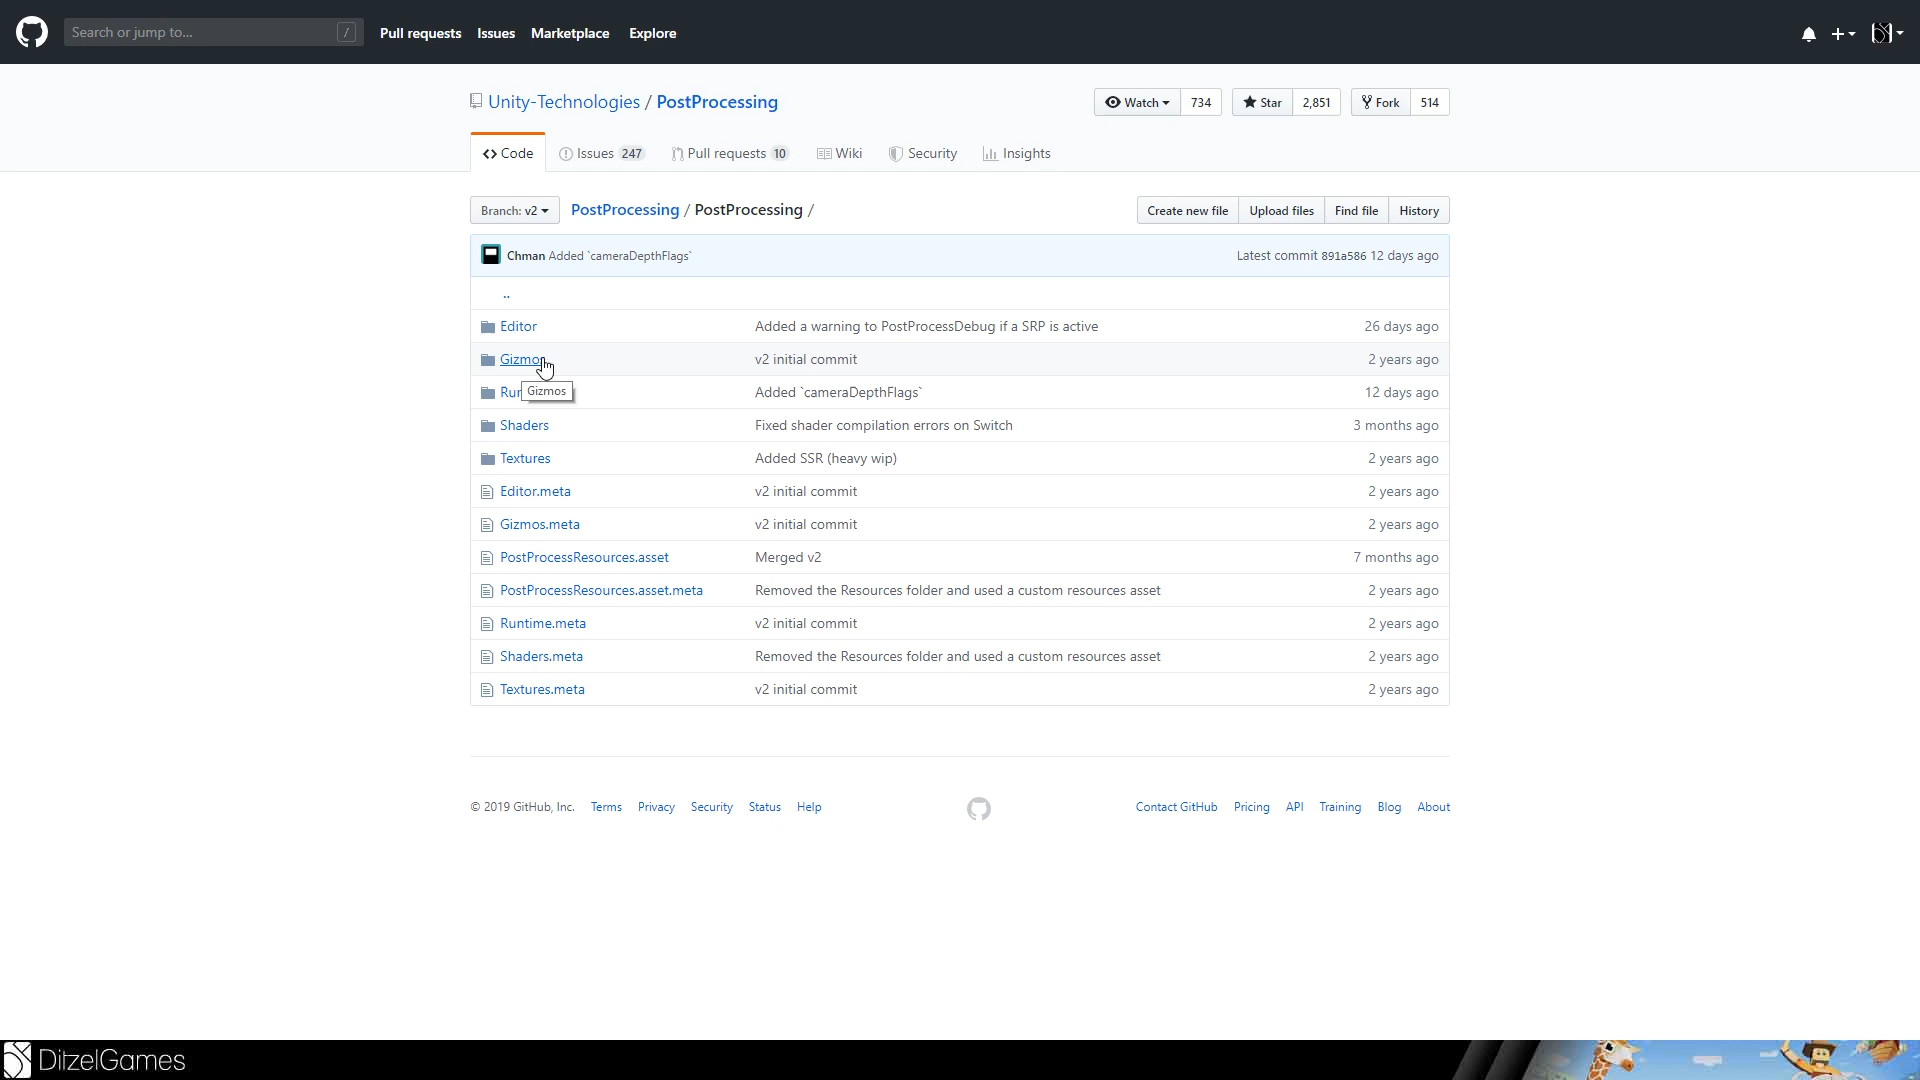 Search or jump to... /
Pull requests Issues Marketplace Explore
Unity-Technologies / PostProcessing
Watch 734 Star 2,851 Fork 514
Code Issues 247 Pull requests 10 Wiki Security Insights
Branch: v2 PostProcessing / PostProcessing /
Create new file Upload files Find file History
Chman Added `cameraDepthFlags` Latest commit 891a586 12 days ago
..
Editor Added a warning to PostProcessDebug if a SRP is active 26 days ago
Gizmos v2 initial commit 2 years ago
Gizmos
Added `cameraDepthFlags` 12 days ago
Shaders Fixed shader compilation errors on Switch 3 months ago
Textures Added SSR (heavy wip) 2 years ago
Editor.meta v2 initial commit 2 years ago
Gizmos.meta v2 initial commit 2 years ago
PostProcessResources.asset Merged v2 7 months ago
PostProcessResources.asset.meta Removed the Resources folder and used a custom resources asset 2 years ago
Runtime.meta v2 initial commit 2 years ago
Shaders.meta Removed the Resources folder and used a custom resources asset 2 years ago
Textures.meta v2 initial commit 2 years ago
© 2019 GitHub, Inc. Terms Privacy Security Status Help
Contact GitHub Pricing API Training Blog About
DitzelGames